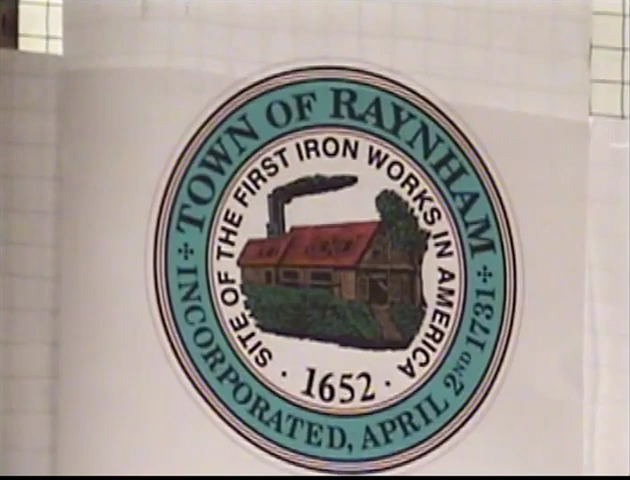 TOWN OF RAYNHAM
INCORPORATED, APRIL 2ND 1731
SITE OF THE FIRST IRON WORKS IN AMERICA
· 1652 ·